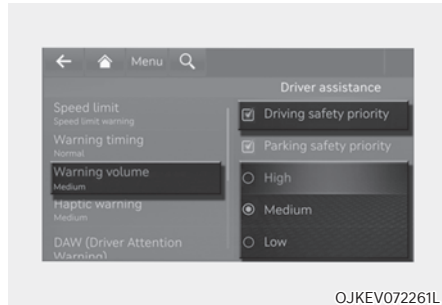 Menu
Driver assistance
Speed limit
Speed limit warning
Warning timing
Normal
Warning volume
Medium
Haptic warning
Medium
DAW (Driver Attention
Warning)
Driving safety priority
Parking safety priority
High
Medium
Low
OJKEV072261L